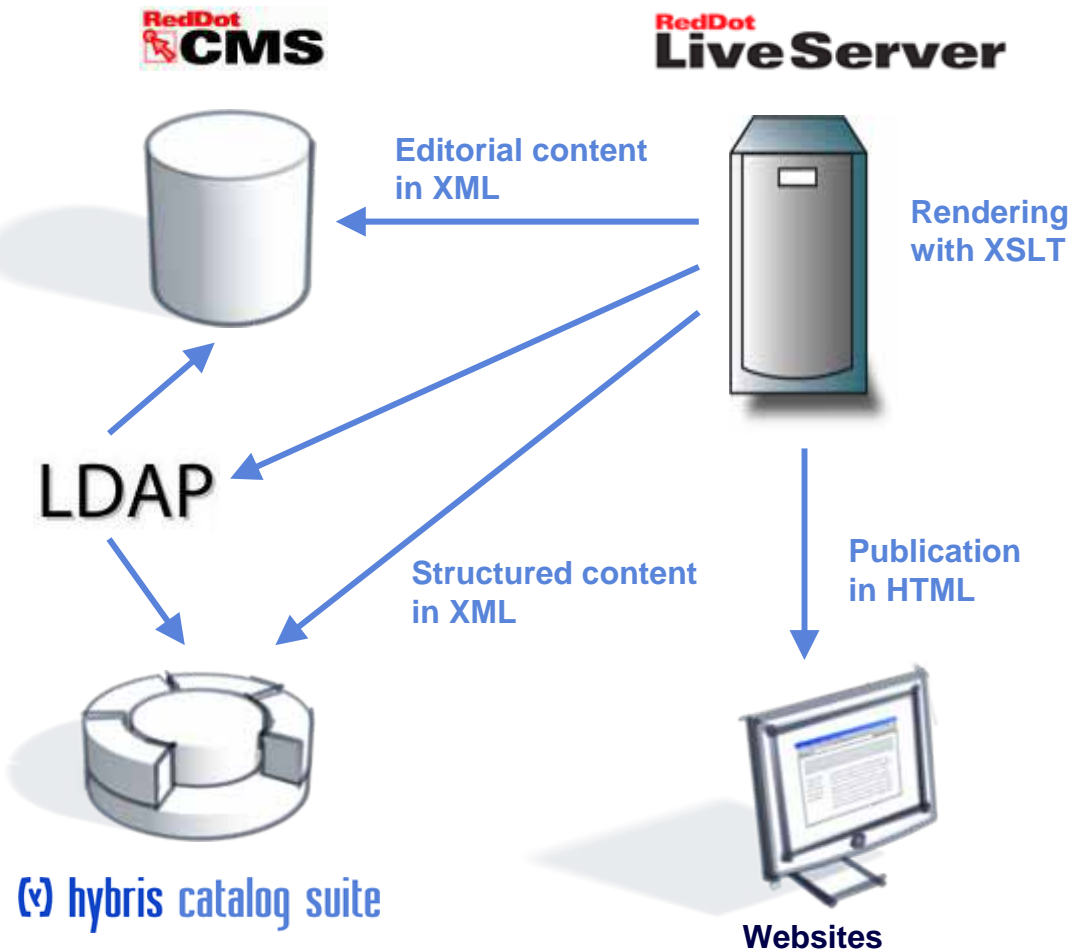 RedDot
CMS
RedDot
LiveServer
Editorial content
in XML
Rendering
with XSLT
LDAP
Structured content
in XML
Publication
in HTML
(y) hybris catalog suite
Websites